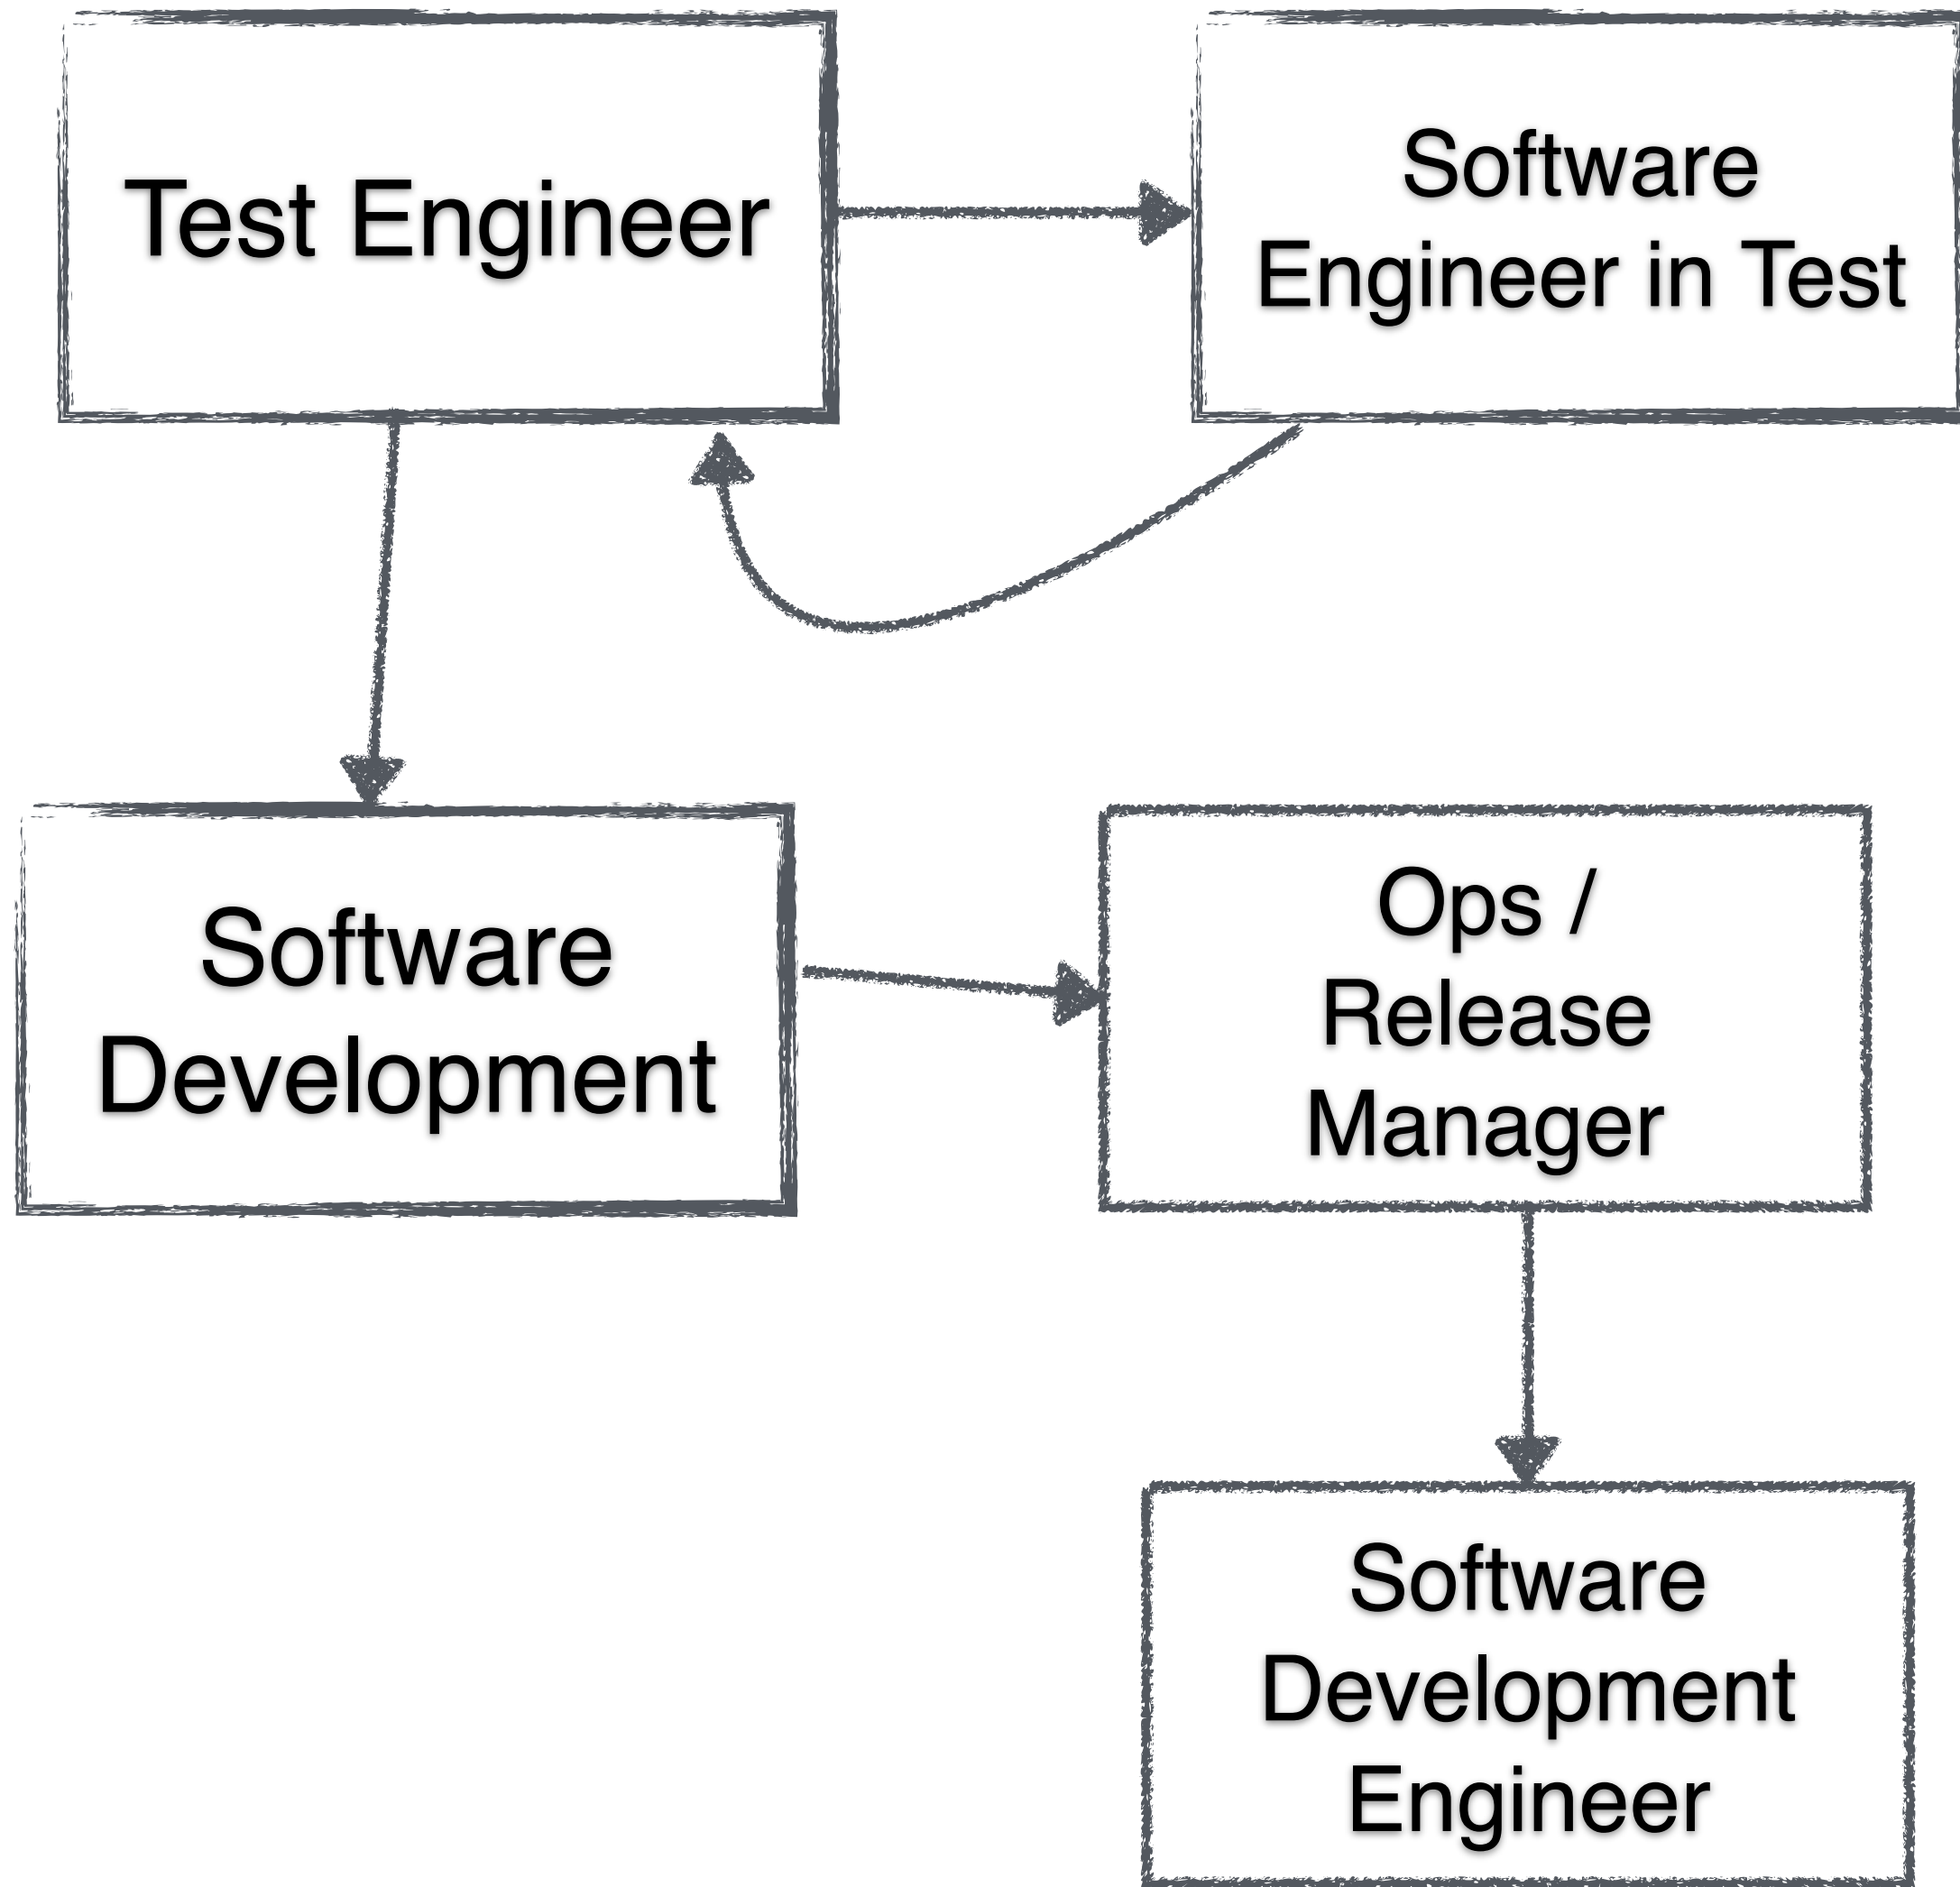 Test Engineer
Software
Engineer in Test
Software
Development
Ops /
Release
Manager
Software
Development
Engineer